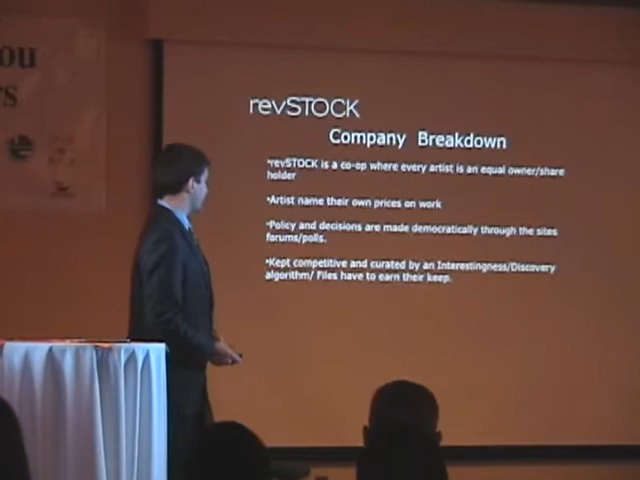 ou
rs
revSTOCK
Company Breakdown
•revSTOCK is a co-op where every artist is an equal owner/share
holder
•Artist name their own prices on work
•Policy and decisions are made democratically through the sites
forums/polls.
•Kept competitive and curated by an Interestingness/Discovery
algorithm/ Files have to earn their keep.